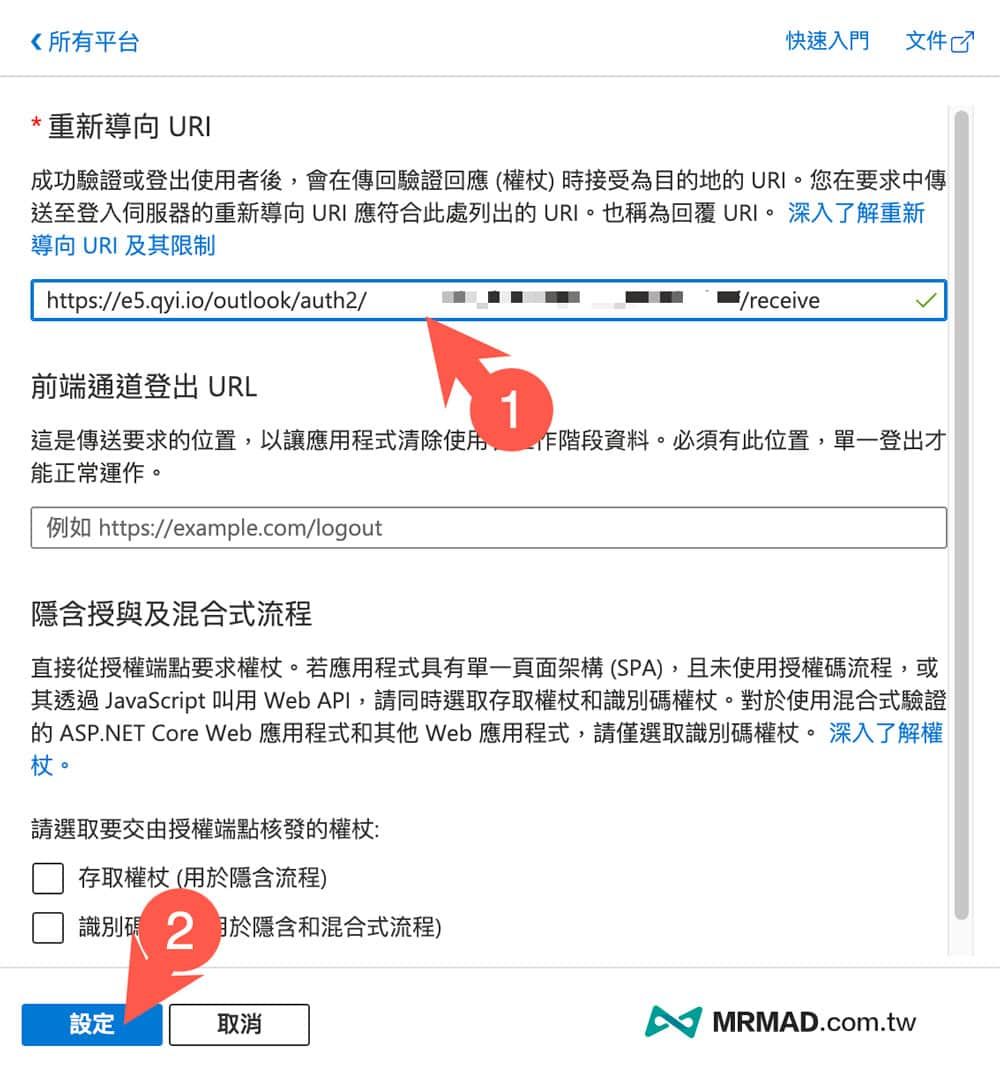 所有平台
快速入門
文件
* 重新導向 URI
成功驗證或登出使用者後，會在傳回驗證回應 (權杖) 時接受為目的地的 URI。您在要求中傳
送至登入伺服器的重新導向 URI 應符合此處列出的 URI。也稱為回覆 URI。 深入了解重新
導向 URI 及其限制
https://e5.qyi.io/outlook/auth2/ /receive
1
前端通道登出 URL
這是傳送要求的位置，以讓應用程式清除使用 作階段資料。必須有此位置，單一登出才
能正常運作。
例如 https://example.com/logout
隱含授與及混合式流程
直接從授權端點要求權杖。若應用程式具有單一頁面架構 (SPA)，且未使用授權碼流程，或
其透過 JavaScript 叫用 Web API，請同時選取存取權杖和識別碼權杖。對於使用混合式驗證
的 ASP.NET Core Web 應用程式和其他 Web 應用程式，請僅選取識別碼權杖。 深入了解權
杖。
請選取要交由授權端點核發的權杖:
存取權杖 (用於隱含流程)
識別碼 於隱含和混合式流程)
2
設定
取消
MRMAD.com.tw